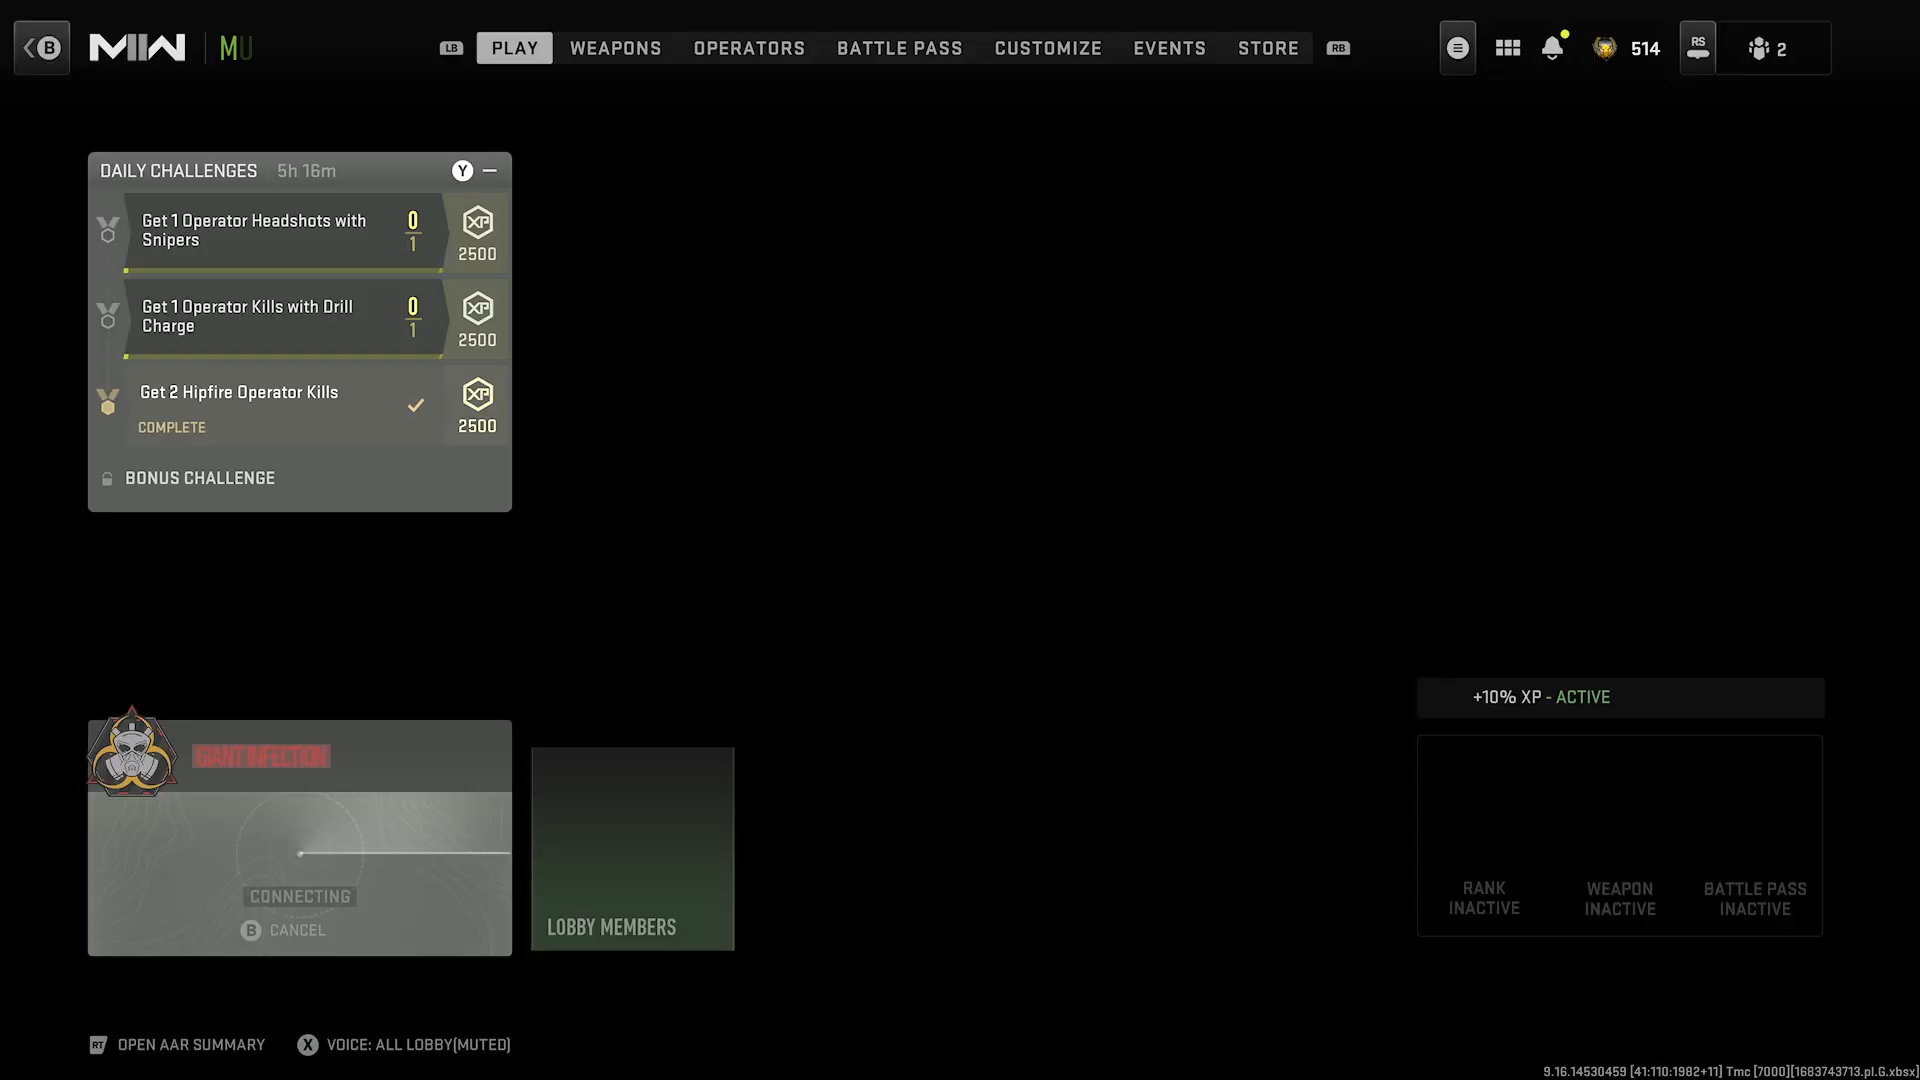 B MW MU LB PLAY WEAPONS OPERATORS BATTLE PASS CUSTOMIZE EVENTS STORE RB 514 RS 2
DAILY CHALLENGES 5h 16m Y
Get 1 Operator Headshots with
Snipers
0
1
XP
2500
Get 1 Operator Kills with Drill
Charge
0
1
XP
2500
Get 2 Hipfire Operator Kills
COMPLETE
XP
2500
BONUS CHALLENGE
+10% XP - ACTIVE
GIANT INFECTION
CONNECTING
B CANCEL
LOBBY MEMBERS
RANK
INACTIVE
WEAPON
INACTIVE
BATTLE PASS
INACTIVE
RT OPEN AAR SUMMARY X VOICE: ALL LOBBY(MUTED)
9.16.14530459 [41:110:1982+11] Tmc [7000][1683743713.pl.G.xbsx]